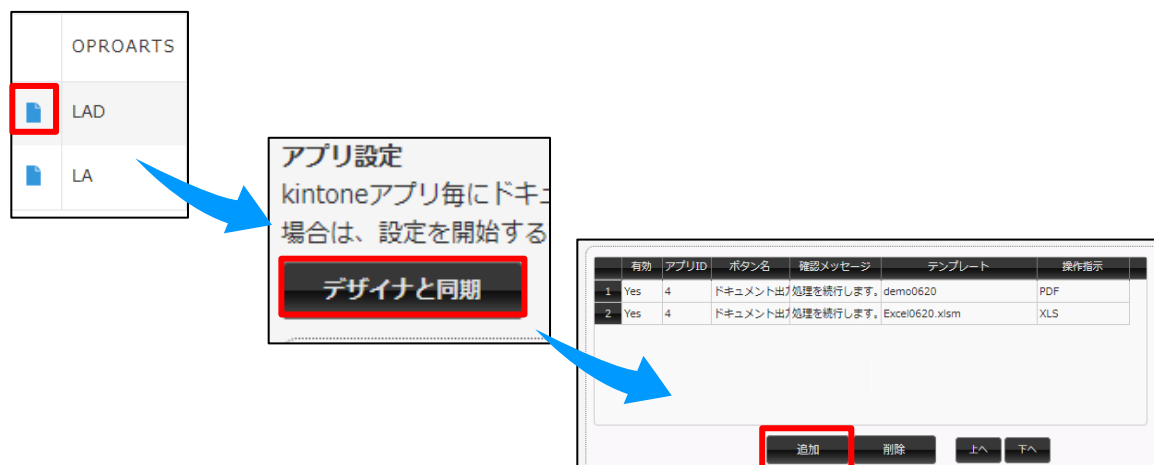 OPROARTS
LAD
LA
アプリ設定
kintoneアプリ毎にドキュ
場合は、設定を開始する
デザイナと同期
有効 アプリID ボタン名 確認メッセージ テンプレート 操作指示
1 Yes 4 ドキュメント出力 処理を続行します。 demo0620 PDF
2 Yes 4 ドキュメント出力 処理を続行します。 Excel0620.xlsm XLS
追加 削除 上へ 下へ